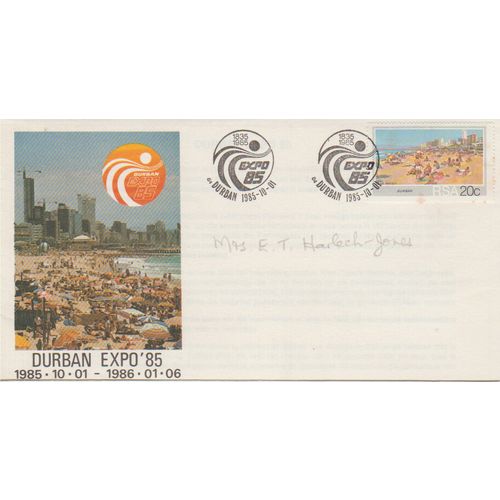 DURBAN
EXPO
85
1835
1985
EXPO
85
DURBAN 1985-10-01
1835
1985
EXPO
85
DURBAN 1985-10-01
DURBAN
RSA 20c
Mrs E. T. Harlech-Jones
DURBAN EXPO'85
1985·10·01 - 1986·01·06